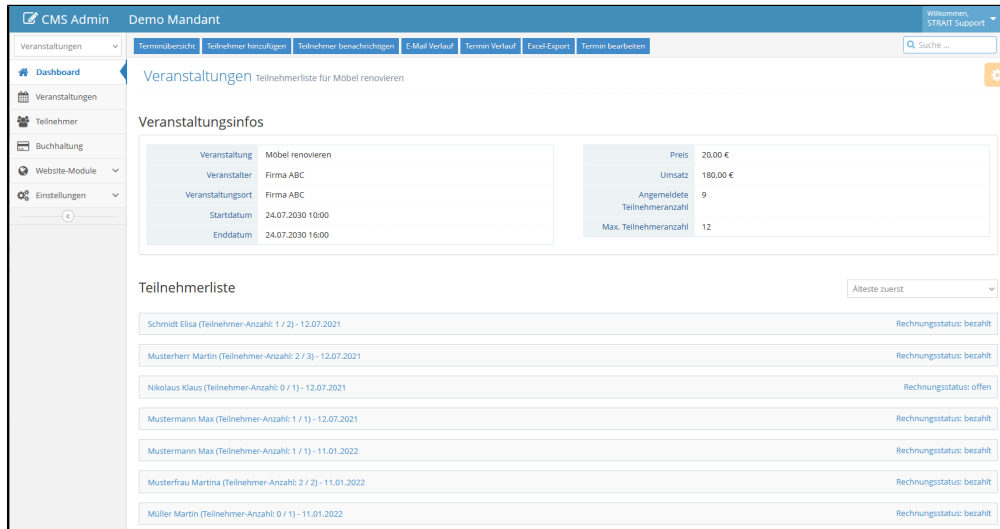 CMS Admin Demo Mandant
Willkommen,
STRAIT Support
Veranstaltungen
Terminübersicht Teilnehmer hinzufügen Teilnehmer benachrichtigen E-Mail Verlauf Termin Verlauf Excel-Export Termin bearbeiten
Suche ...
Dashboard
Veranstaltungen
Teilnehmer
Buchhaltung
Website-Module
Einstellungen
Veranstaltungen Teilnehmerliste für Möbel renovieren
Veranstaltungsinfos
Veranstaltung Möbel renovieren
Veranstalter Firma ABC
Veranstaltungsort Firma ABC
Startdatum 24.07.2030 10:00
Enddatum 24.07.2030 16:00
Preis 20,00 €
Umsatz 180,00 €
Angemeldete 9
Teilnehmeranzahl
Max. Teilnehmeranzahl 12
Teilnehmerliste
Älteste zuerst
Schmidt Elisa (Teilnehmer-Anzahl: 1 / 2) - 12.07.2021 Rechnungsstatus: bezahlt
Musterherr Martin (Teilnehmer-Anzahl: 2 / 3) - 12.07.2021 Rechnungsstatus: bezahlt
Nikolaus Klaus (Teilnehmer-Anzahl: 0 / 1) - 12.07.2021 Rechnungsstatus: offen
Mustermann Max (Teilnehmer-Anzahl: 1 / 1) - 12.07.2021 Rechnungsstatus: bezahlt
Mustermann Max (Teilnehmer-Anzahl: 1 / 1) - 11.01.2022 Rechnungsstatus: bezahlt
Musterfrau Martina (Teilnehmer-Anzahl: 2 / 2) - 11.01.2022 Rechnungsstatus: bezahlt
Müller Martin (Teilnehmer-Anzahl: 0 / 1) - 11.01.2022 Rechnungsstatus: bezahlt